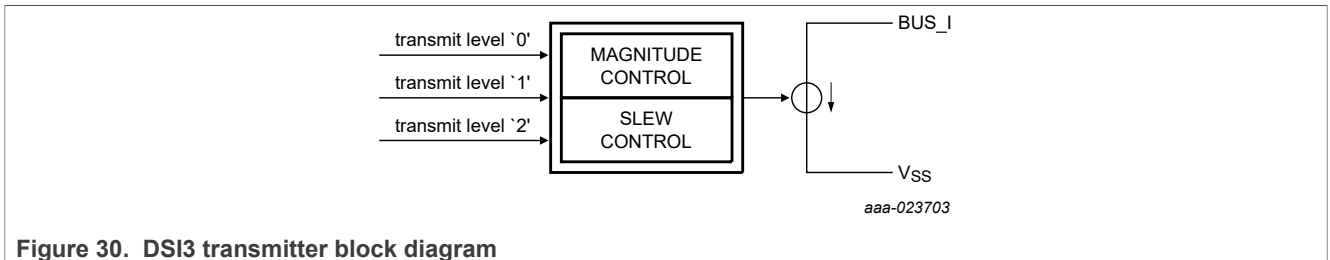 transmit level `0'
transmit level `1'
transmit level `2'
MAGNITUDE
CONTROL
SLEW
CONTROL
BUS_I
VSS
aaa-023703
Figure 30. DSI3 transmitter block diagram